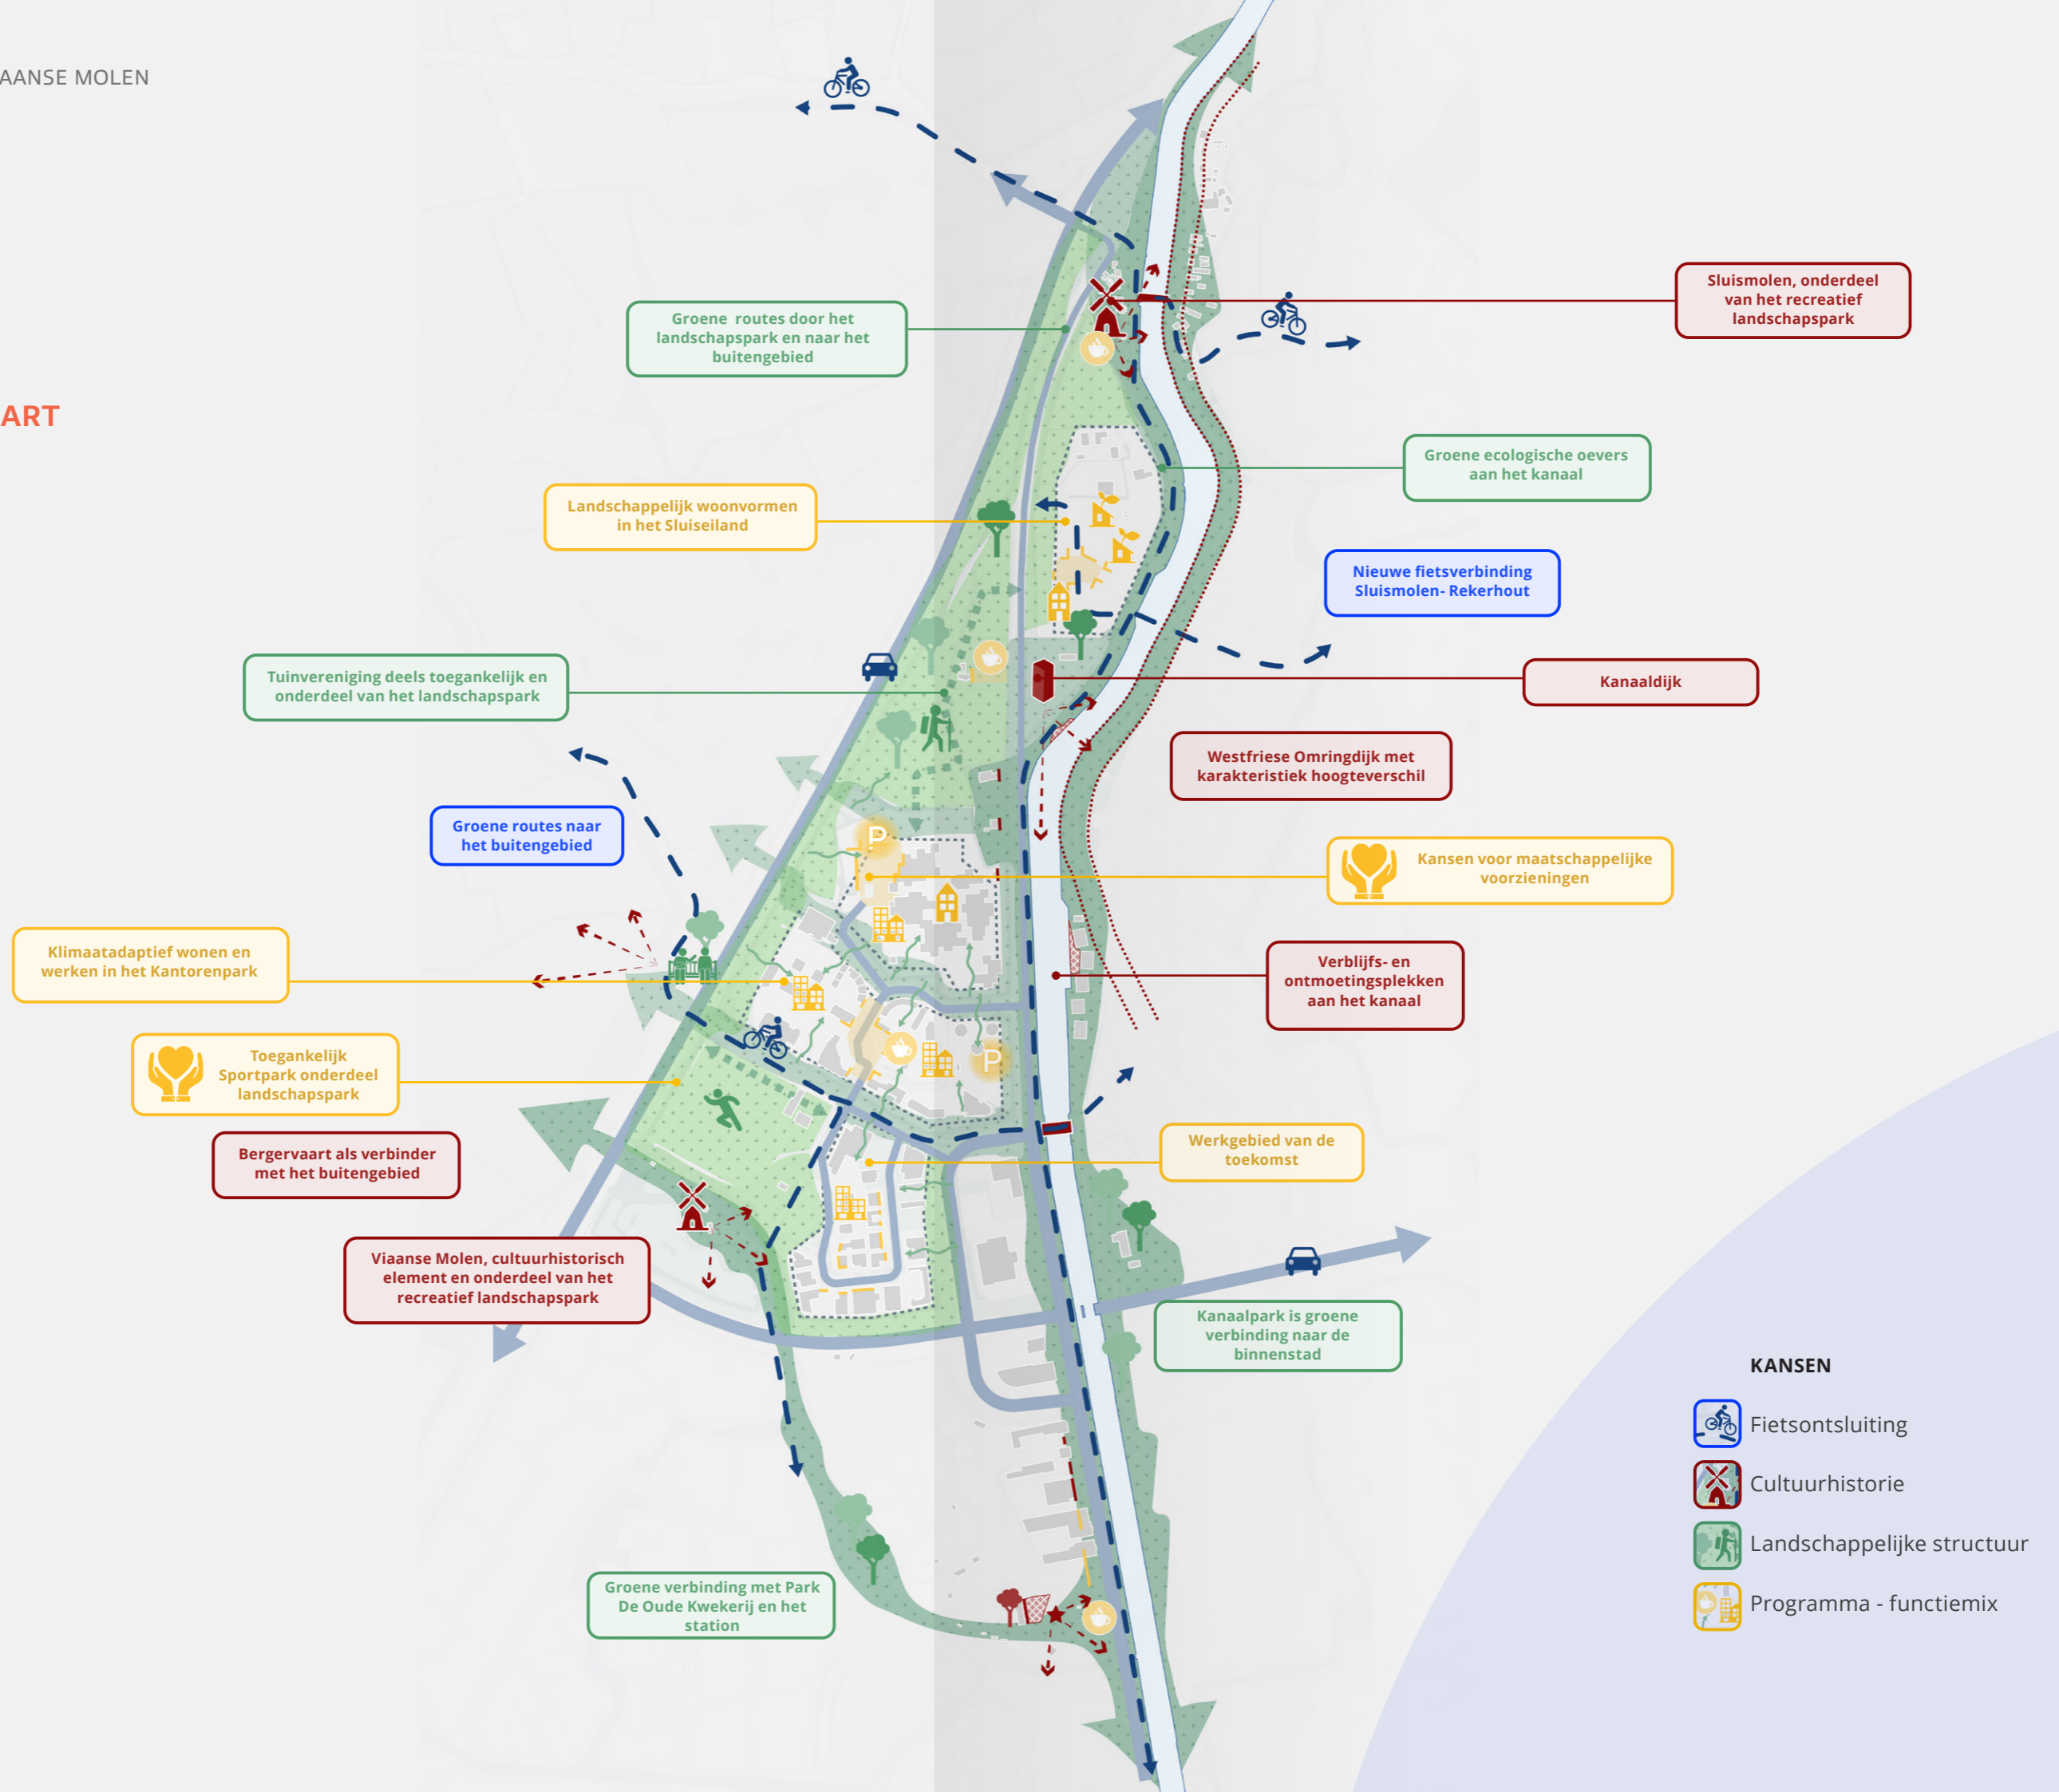 AANSE MOLEN
ART
Groene routes door het
landschapspark en naar het
buitengebied
Sluismolen, onderdeel
van het recreatief
landschapspark
Groene ecologische oevers
aan het kanaal
Landschappelijk woonvormen
in het Sluiseiland
Nieuwe fietsverbinding
Sluismolen- Rekerhout
Tuinvereniging deels toegankelijk en
onderdeel van het landschapspark
Kanaaldijk
Westfriese Omringdijk met
karakteristiek hoogteverschil
Groene routes naar
het buitengebied
P
Kansen voor maatschappelijke
voorzieningen
Klimaatadaptief wonen en
werken in het Kantorenpark
Verblijfs- en
ontmoetingsplekken
aan het kanaal
Toegankelijk
Sportpark onderdeel
landschapspark
P
Bergervaart als verbinder
met het buitengebied
Werkgebied van de
toekomst
Viaanse Molen, cultuurhistorisch
element en onderdeel van het
recreatief landschapspark
Kanaalpark is groene
verbinding naar de
binnenstad
Groene verbinding met Park
De Oude Kwekerij en het
station
KANSEN
Fietsontsluiting
Cultuurhistorie
Landschappelijke structuur
Programma - functiemix